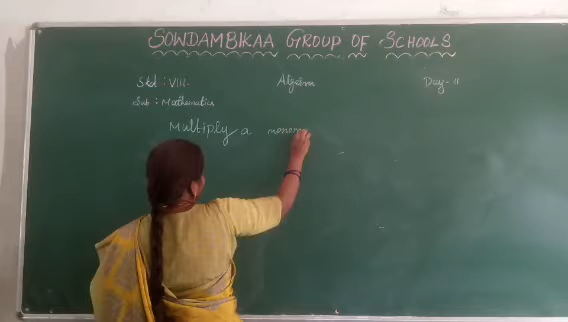 SOWDAMBIKAA GROUP OF SCHOOLS
Std : VIII. Algebra Day - 11
Sub : Mathematics
Multiply a monom